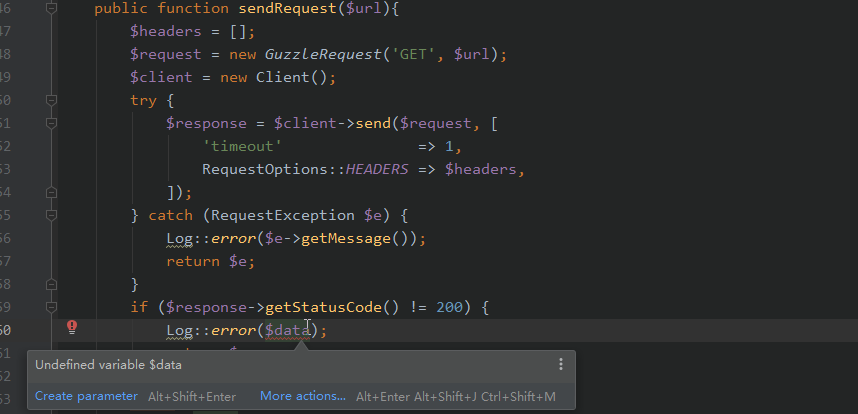 46 public function sendRequest($url){
47 $headers = [];
48 $request = new GuzzleRequest('GET', $url);
49 $client = new Client();
50 try {
51 $response = $client->send($request, [
52 'timeout' => 1,
53 RequestOptions::HEADERS => $headers,
54 ]);
55 } catch (RequestException $e) {
56 Log::error($e->getMessage());
57 return $e;
58 }
59 if ($response->getStatusCode() != 200) {
60 Log::error($data);
61
Undefined variable $data
62
Create parameter Alt+Shift+Enter More actions... Alt+Enter Alt+Shift+J Ctrl+Shift+M
63